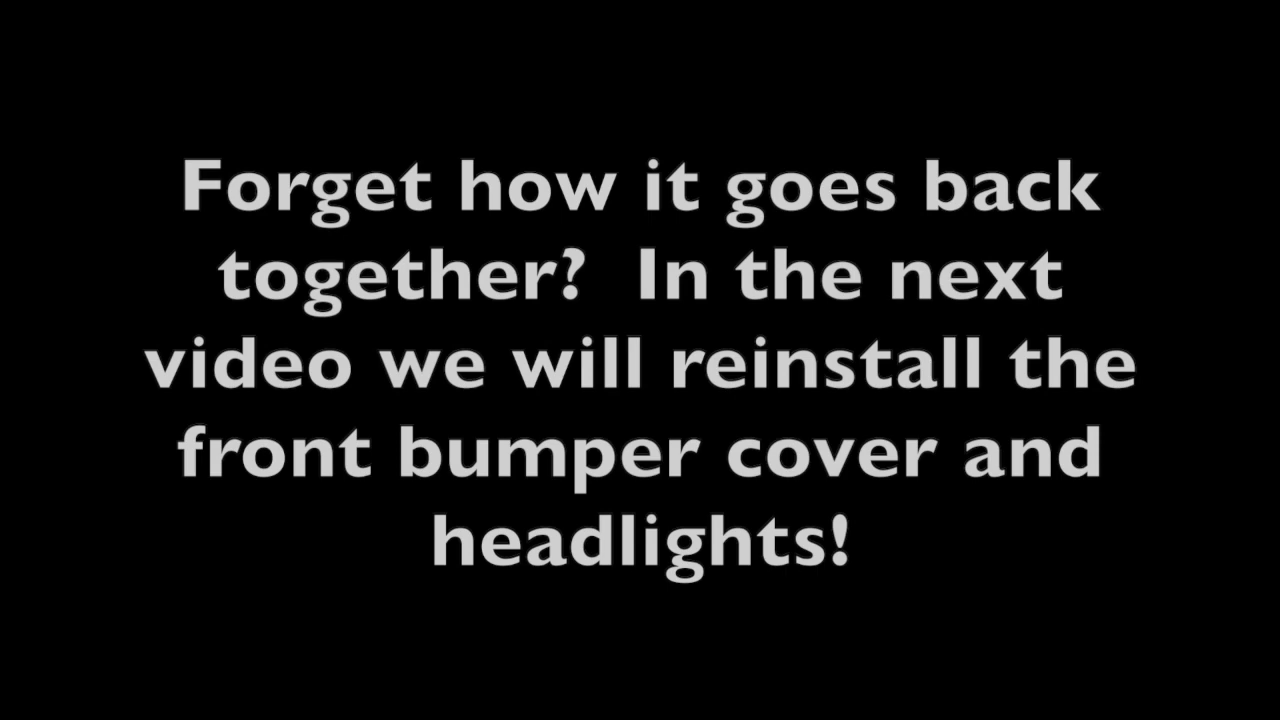 Forget how it goes back
together?  In the next
video we will reinstall the
front bumper cover and
headlights!